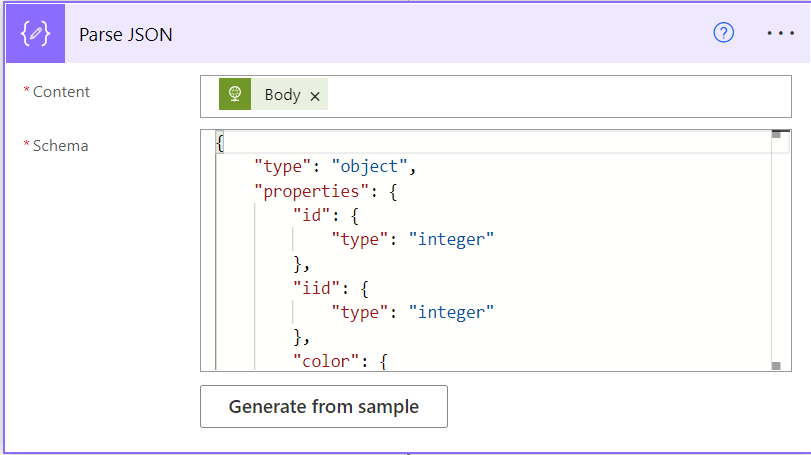 Parse JSON
* Content
Body
* Schema
{
"type": "object",
"properties": {
"id": {
"type": "integer"
},
"iid": {
"type": "integer"
},
"color": {
Generate from sample